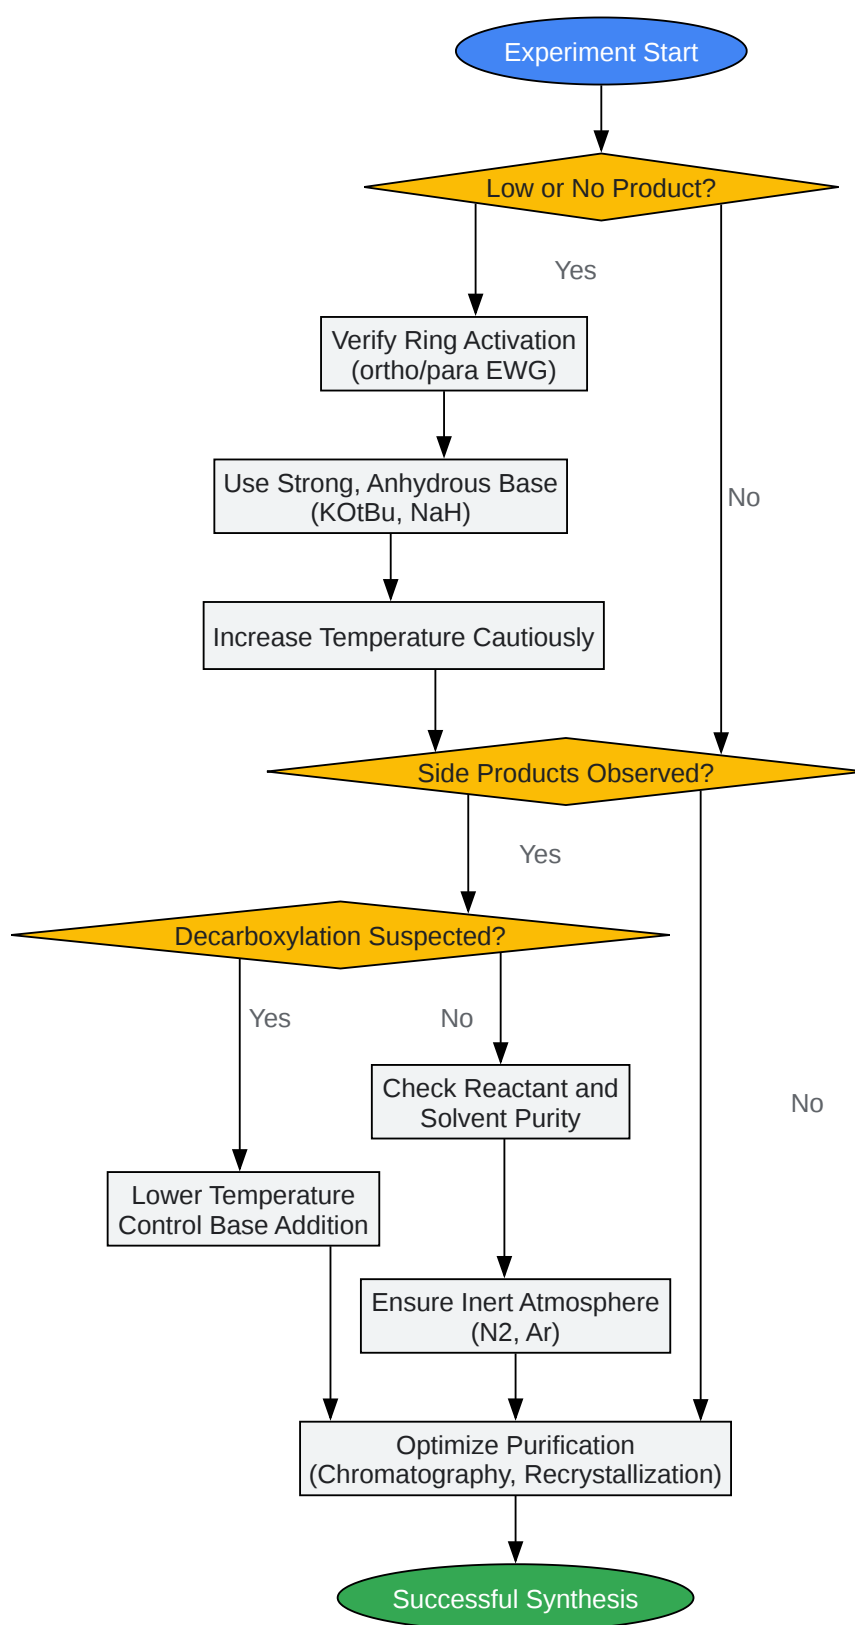 Experiment Start
Low or No Product?
Yes
Verify Ring Activation
(ortho/para EWG)
Use Strong, Anhydrous Base
(KOtBu, NaH)
No
Increase Temperature Cautiously
Side Products Observed?
Yes
Decarboxylation Suspected?
Yes
No
Check Reactant and
Solvent Purity
No
Lower Temperature
Control Base Addition
Ensure Inert Atmosphere
(N2, Ar)
Optimize Purification
(Chromatography, Recrystallization)
Successful Synthesis